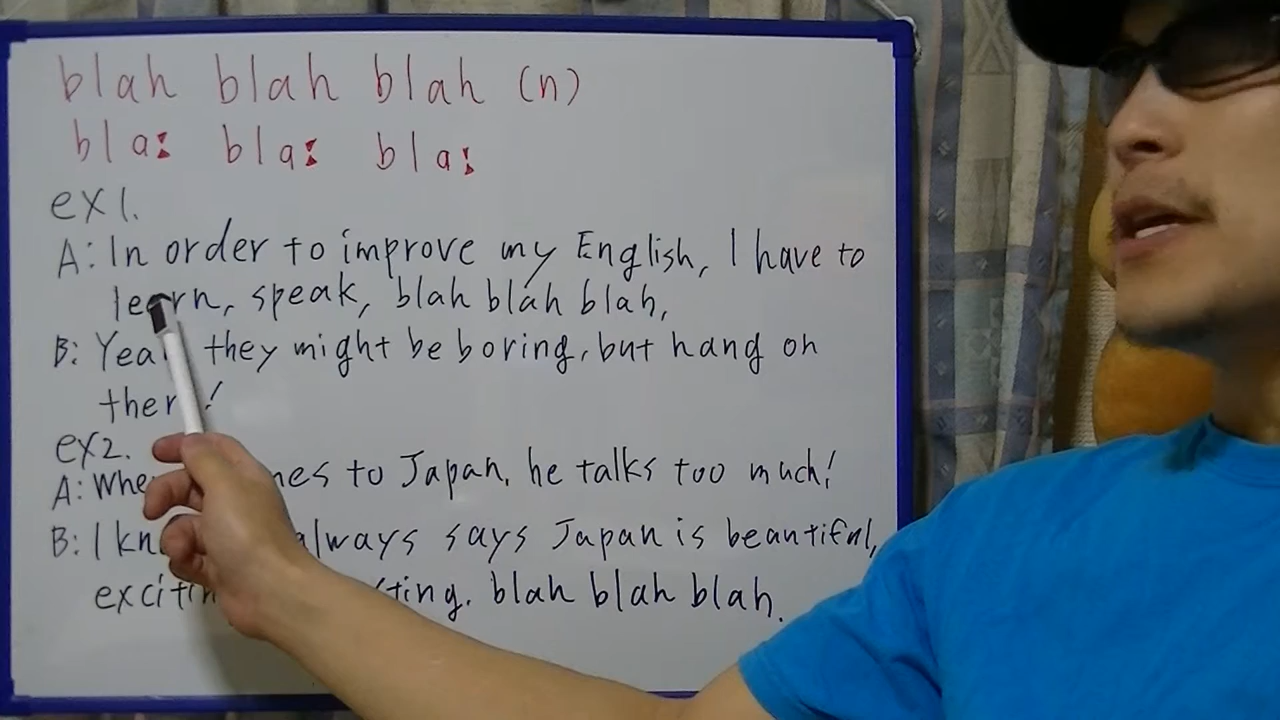 blah blah blah (n)
bla: bla: bla:
ex1.
A: In order to improve my English, I have to
learn, speak, blah blah blah,
B: Yea they might be boring, but hang on
ther !
ex2.
A: Whe mes to Japan, he talks too much!
B: I kn always says Japan is beautiful,
excitin ting, blah blah blah.